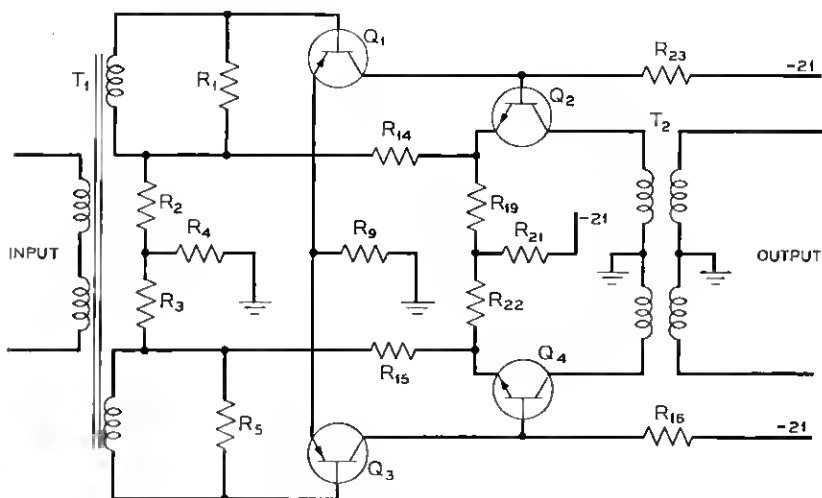 Q1
R23
-21
T1
R1
Q2
T2
R14
R2
R19
-21
R4
R9
R21
INPUT
OUTPUT
R3
R22
R15
Q4
R5
R16
-21
Q3